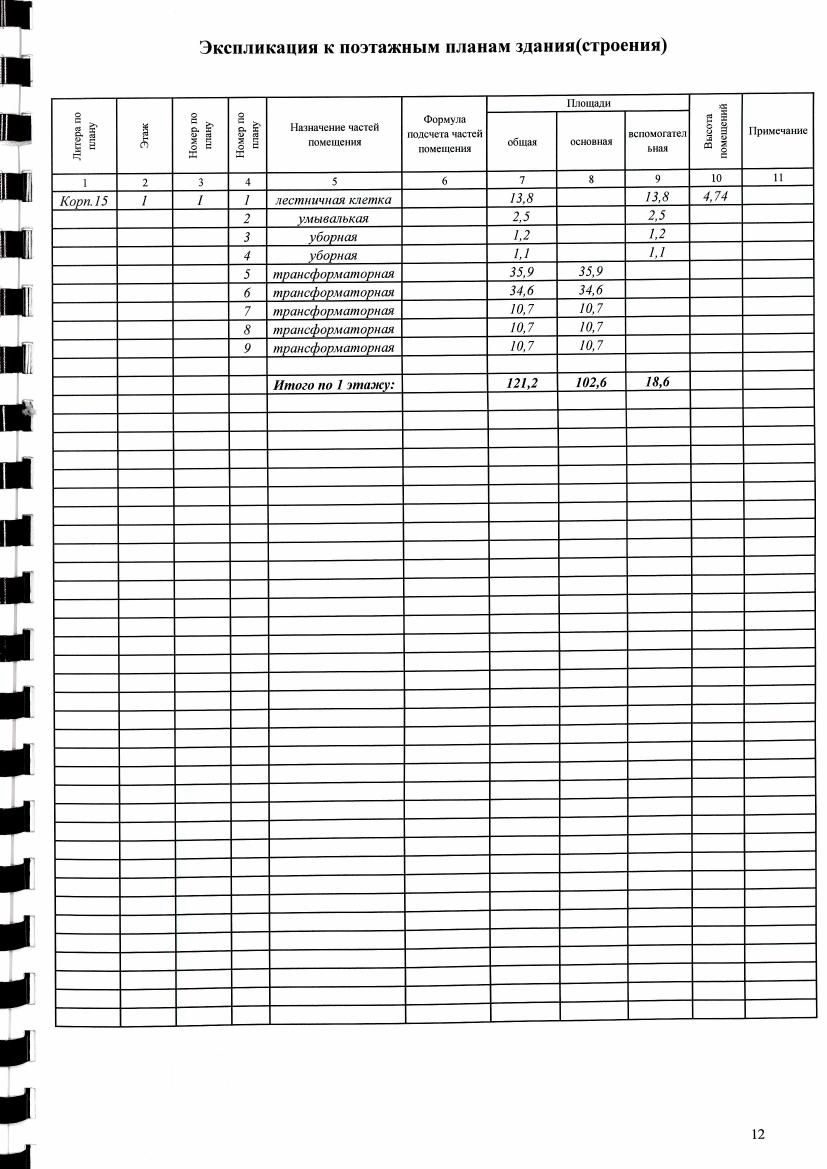 Экспликация к поэтажным планам здания(строения)
Литера по плану | Этаж | Номер по плану | Номер по плану | Назначение частей помещения | Формула подсчета частей помещения | Площади | Высота помещений | Примечание
общая | основная | вспомогател ьная
1 | 2 | 3 | 4 | 5 | 6 | 7 | 8 | 9 | 10 | 11
Корп.15 | 1 | I | 1 | лестничная клетка | 13,8 | 13,8 | 4,74
2 | умывалькая | 2,5 | 2,5
3 | уборная | 1,2 | 1,2
4 | уборная | 1,1 | 1,1
5 | трансформаторная | 35,9 | 35,9
6 | трансформаторная | 34,6 | 34,6
7 | трансформаторная | 10,7 | 10,7
8 | трансформаторная | 10,7 | 10,7
9 | трансформаторная | 10,7 | 10,7
Итого по 1 этажу: | 121,2 | 102,6 | 18,6
12